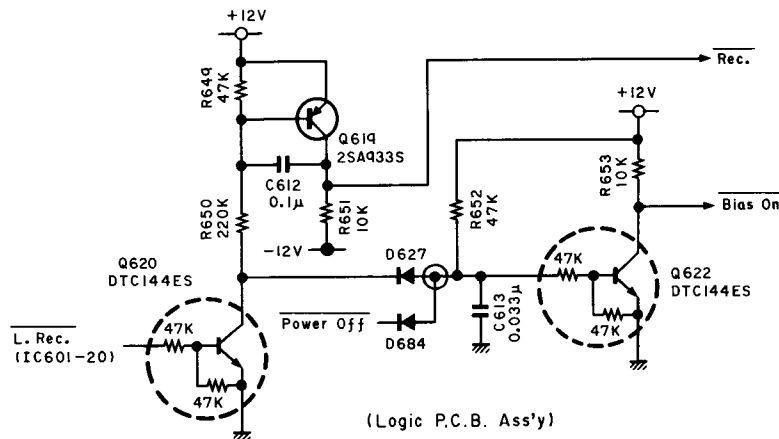 +12V
R649
47K
Q619
2SA933S
C612
0.1μ
R650
220K
R651
10K
-12V
Rec.
+12V
R652
47K
R653
10K
Bias On
Q620
DTC144ES
D627
47K
Q622
DTC144ES
L. Rec.
(IC601-20)
47K
47K
Power Off
D684
C613
0.033μ
47K
(Logic P.C.B. Ass'y)